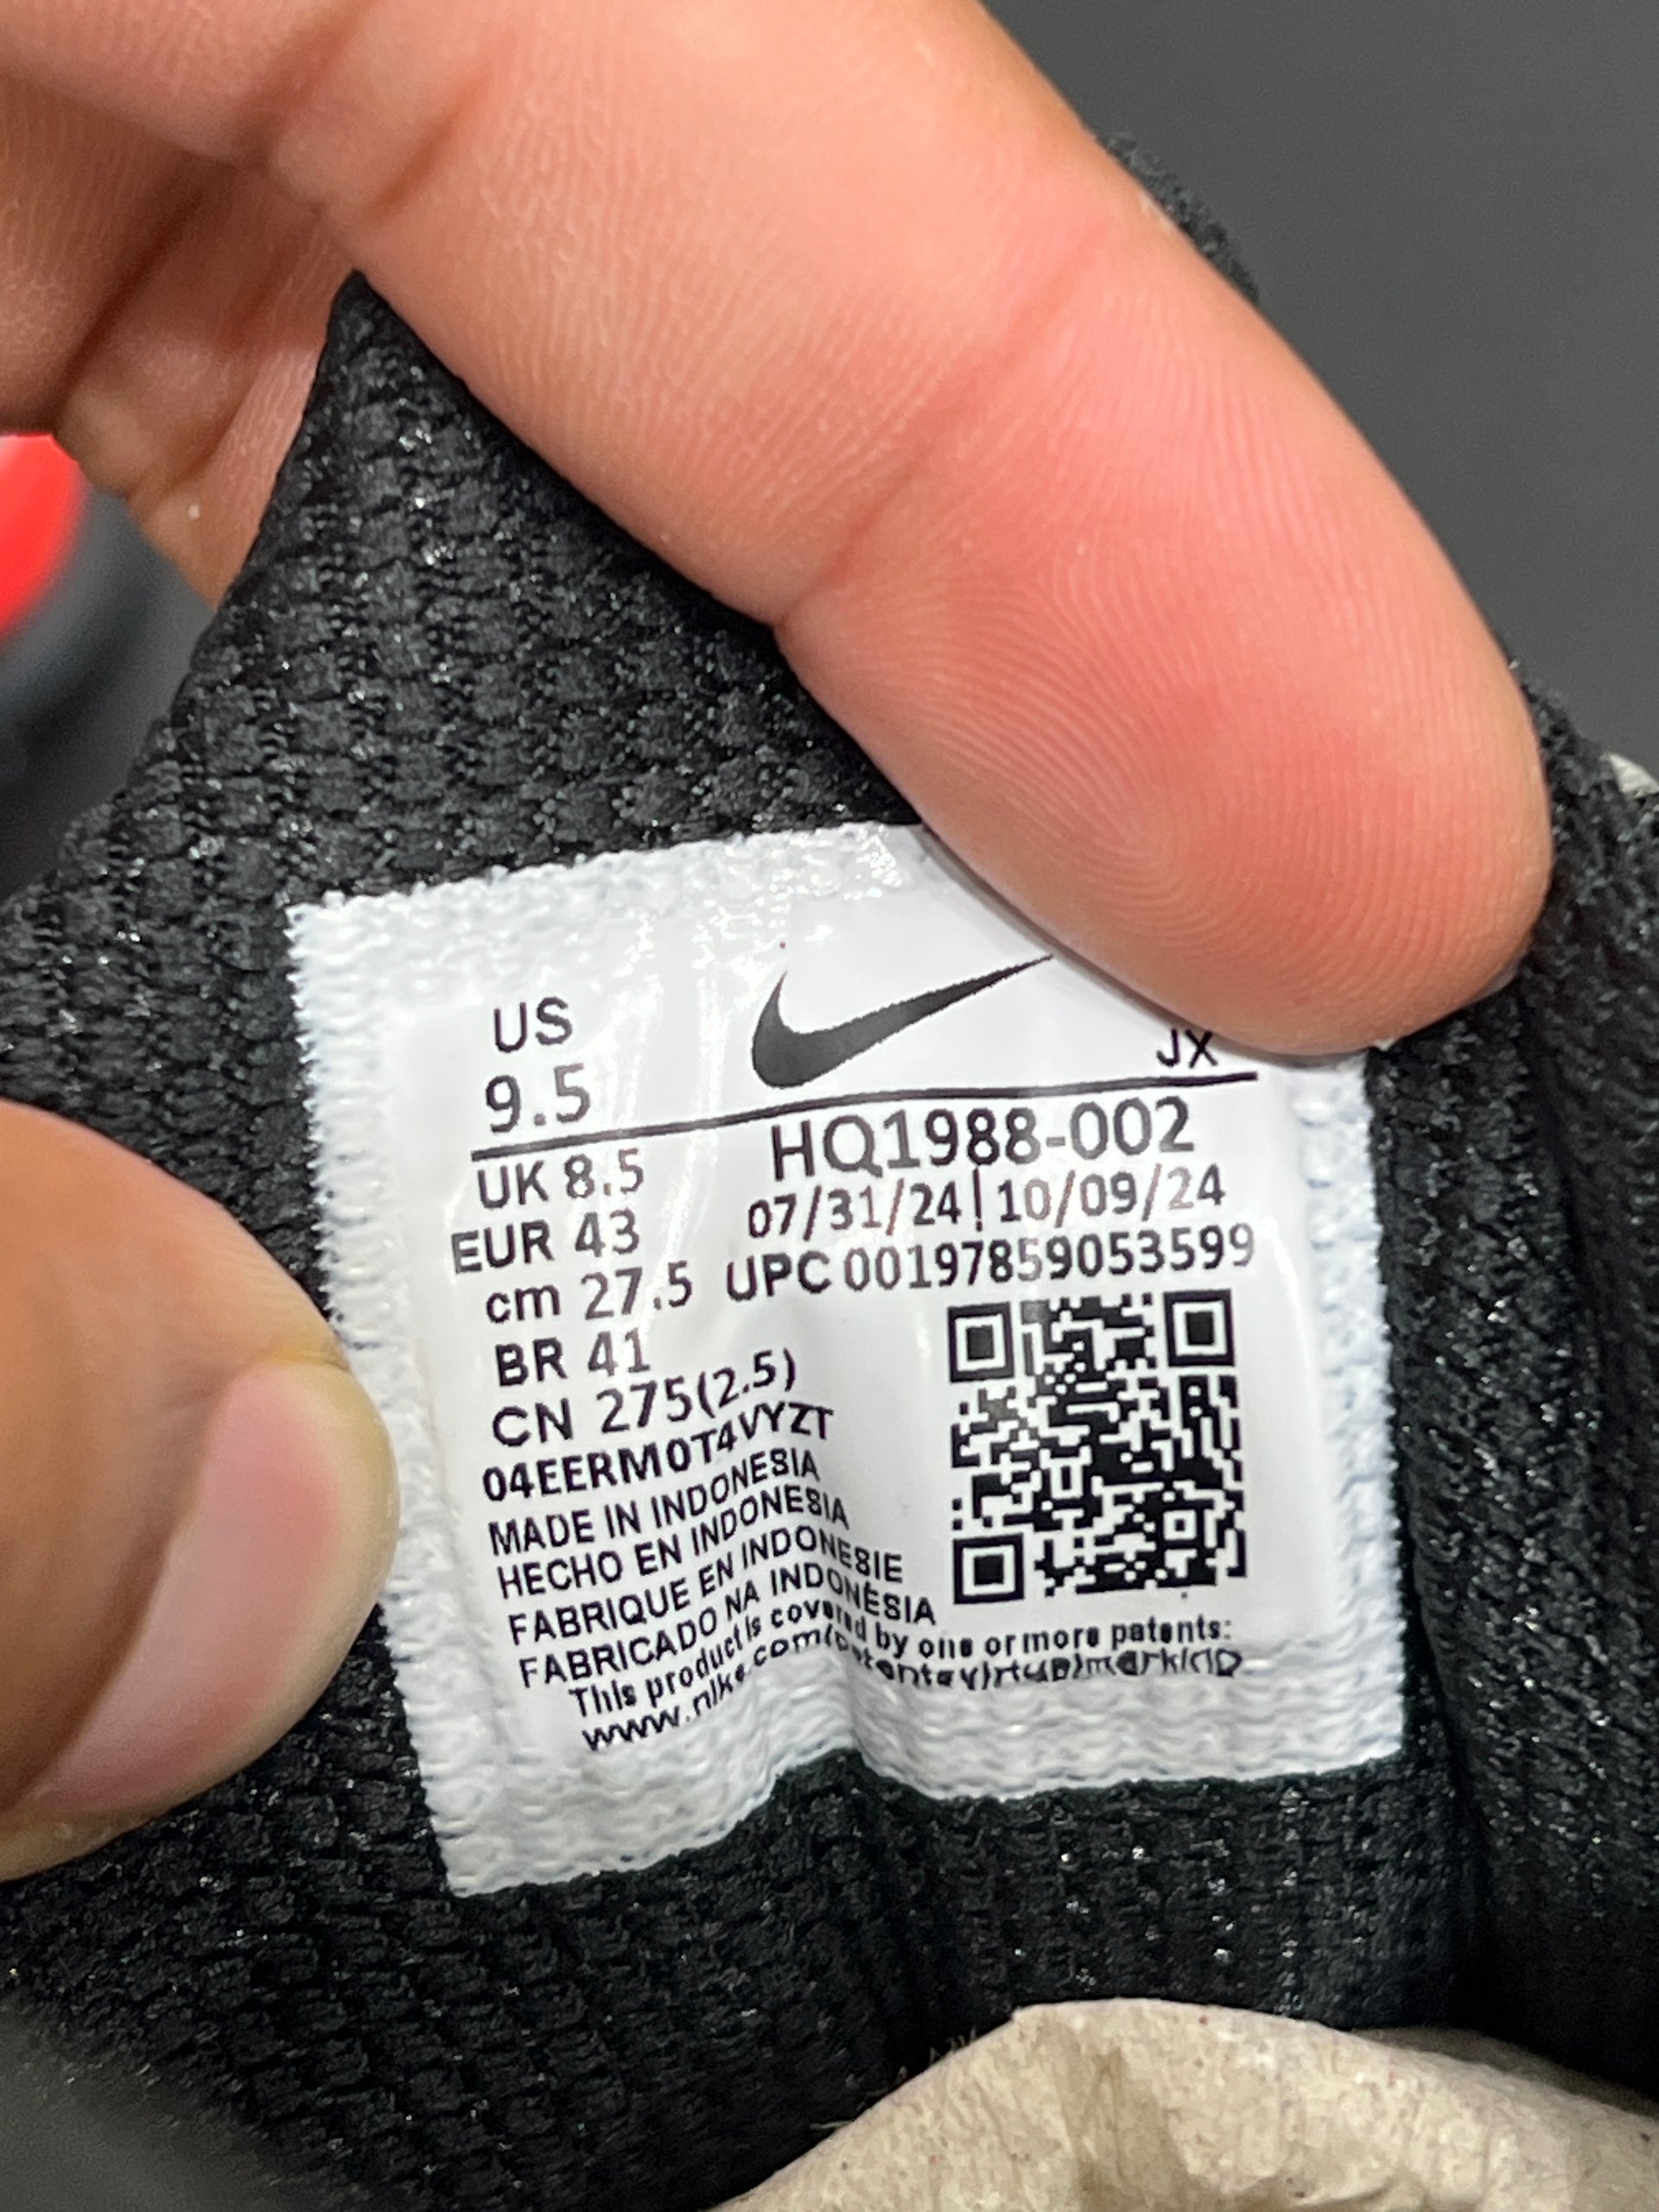 US
9.5
JX
UK 8.5
EUR 43
cm 27.5
BR 41
CN 275(2.5)
HQ1988-002
07/31/24|10/09/24
UPC 00197859053599
04EERM0T4VYZT
MADE IN INDONESIA
HECHO EN INDONESIA
FABRIQUE EN INDONESIE
FABRICADO NA INDONÉSIA
This product is covered by one or more patents:
www.nike.com/